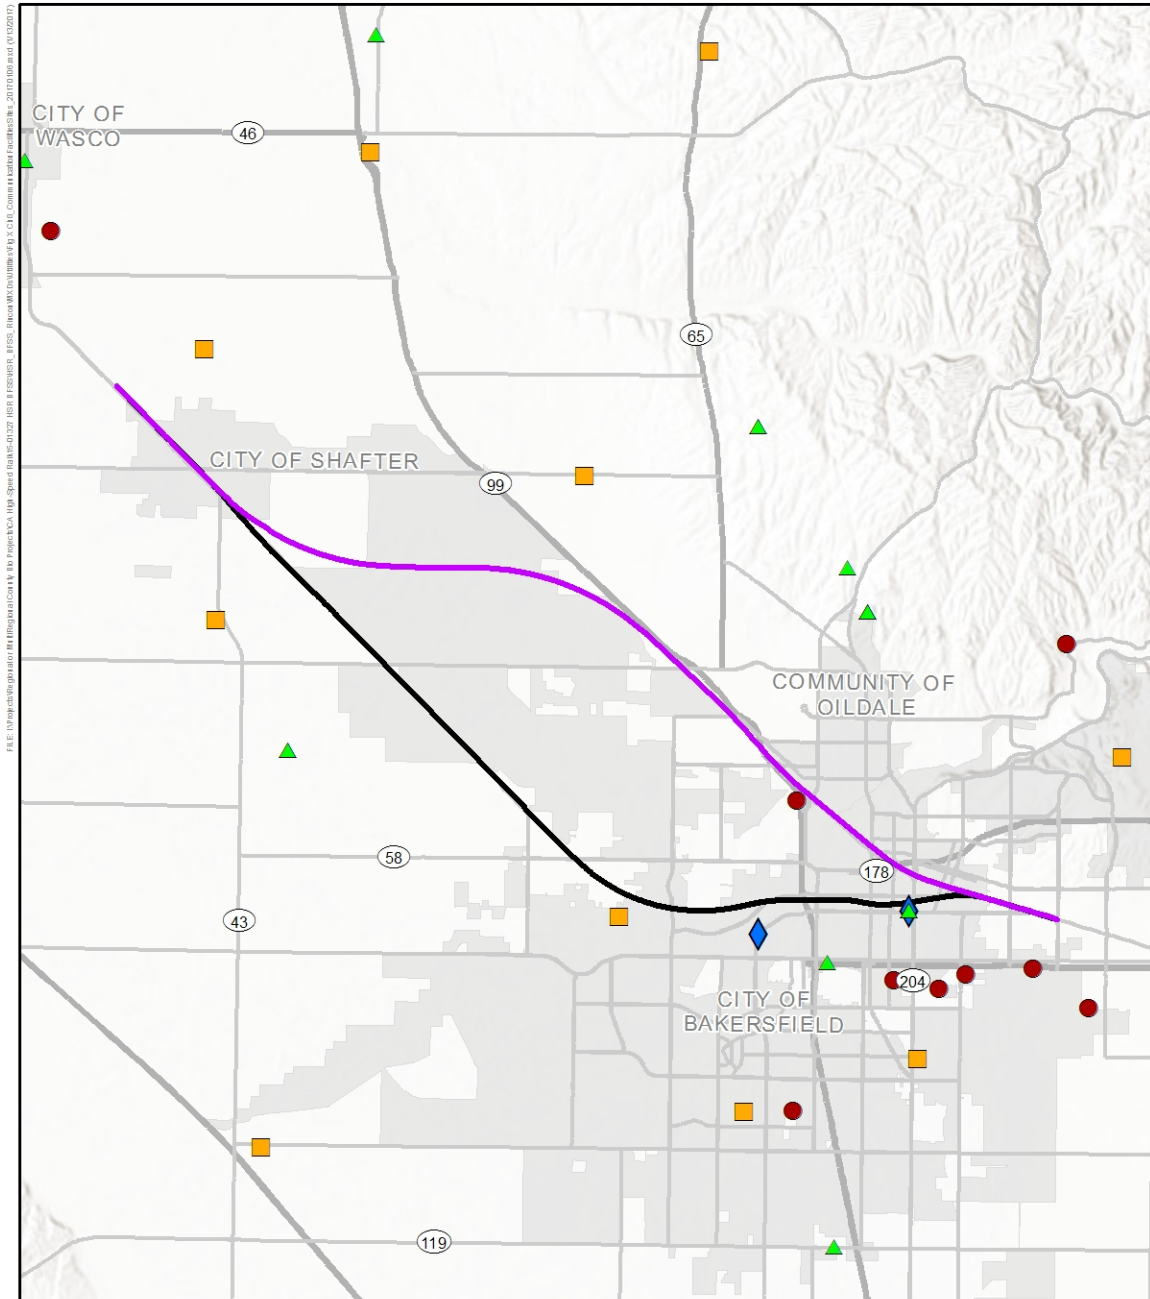 CITY OF
WASCO
46
65
CITY OF SHAFTER
99
COMMUNITY OF
OILDALE
58
178
43
204
CITY OF
BAKERSFIELD
119